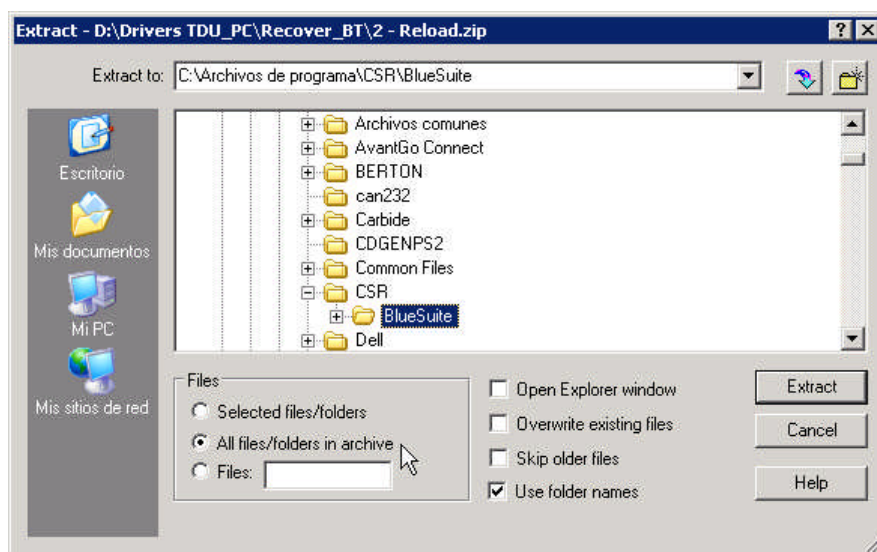 Extract - D:\Drivers TDU_PC\Recover_BT\2 - Reload.zip
Extract to: C:\Archivos de programa\CSR\BlueSuite
Escritorio
Mis documentos
Mi PC
Mis sitios de red
Archivos comunes
AvantGo Connect
BERTON
can232
Carbide
CDGENPS2
Common Files
CSR
BlueSuite
Dell
Files
Selected files/folders
All files/folders in archive
Files:
Open Explorer window
Overwrite existing files
Skip older files
Use folder names
Extract
Cancel
Help